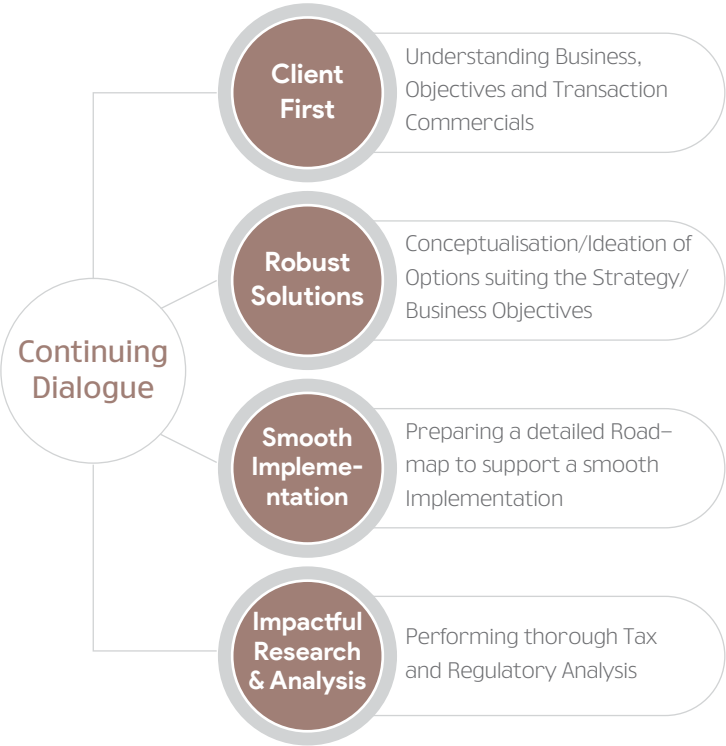 Continuing
Dialogue
Client
First
Understanding Business,
Objectives and Transaction
Commercials
Robust
Solutions
Conceptualisation/Ideation of
Options suiting the Strategy/
Business Objectives
Smooth
Impleme-
ntation
Preparing a detailed Road-
map to support a smooth
Implementation
Impactful
Research
& Analysis
Performing thorough Tax
and Regulatory Analysis